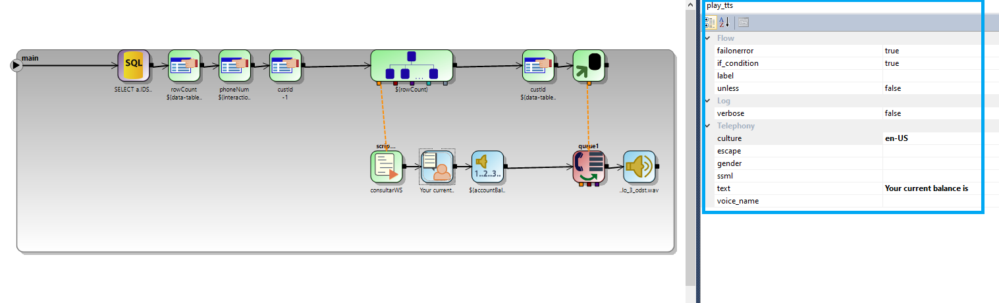 play_tts
A
Z
Flow
failonerror true
if_condition true
label
unless false
Log
verbose false
Telephony
culture en-US
escape
gender
ssml
text Your current balance is
voice_name
main
SQL
...
SELECT a.IDS..
rowCount
${data-table..
phoneNum
${interactio..
custId
-1
${rowCount}
custId
${data-table..
scrip...
queue1
1..2..3..
consultarWS
Your current..
${accountBal..
..lo_3_odst.wav